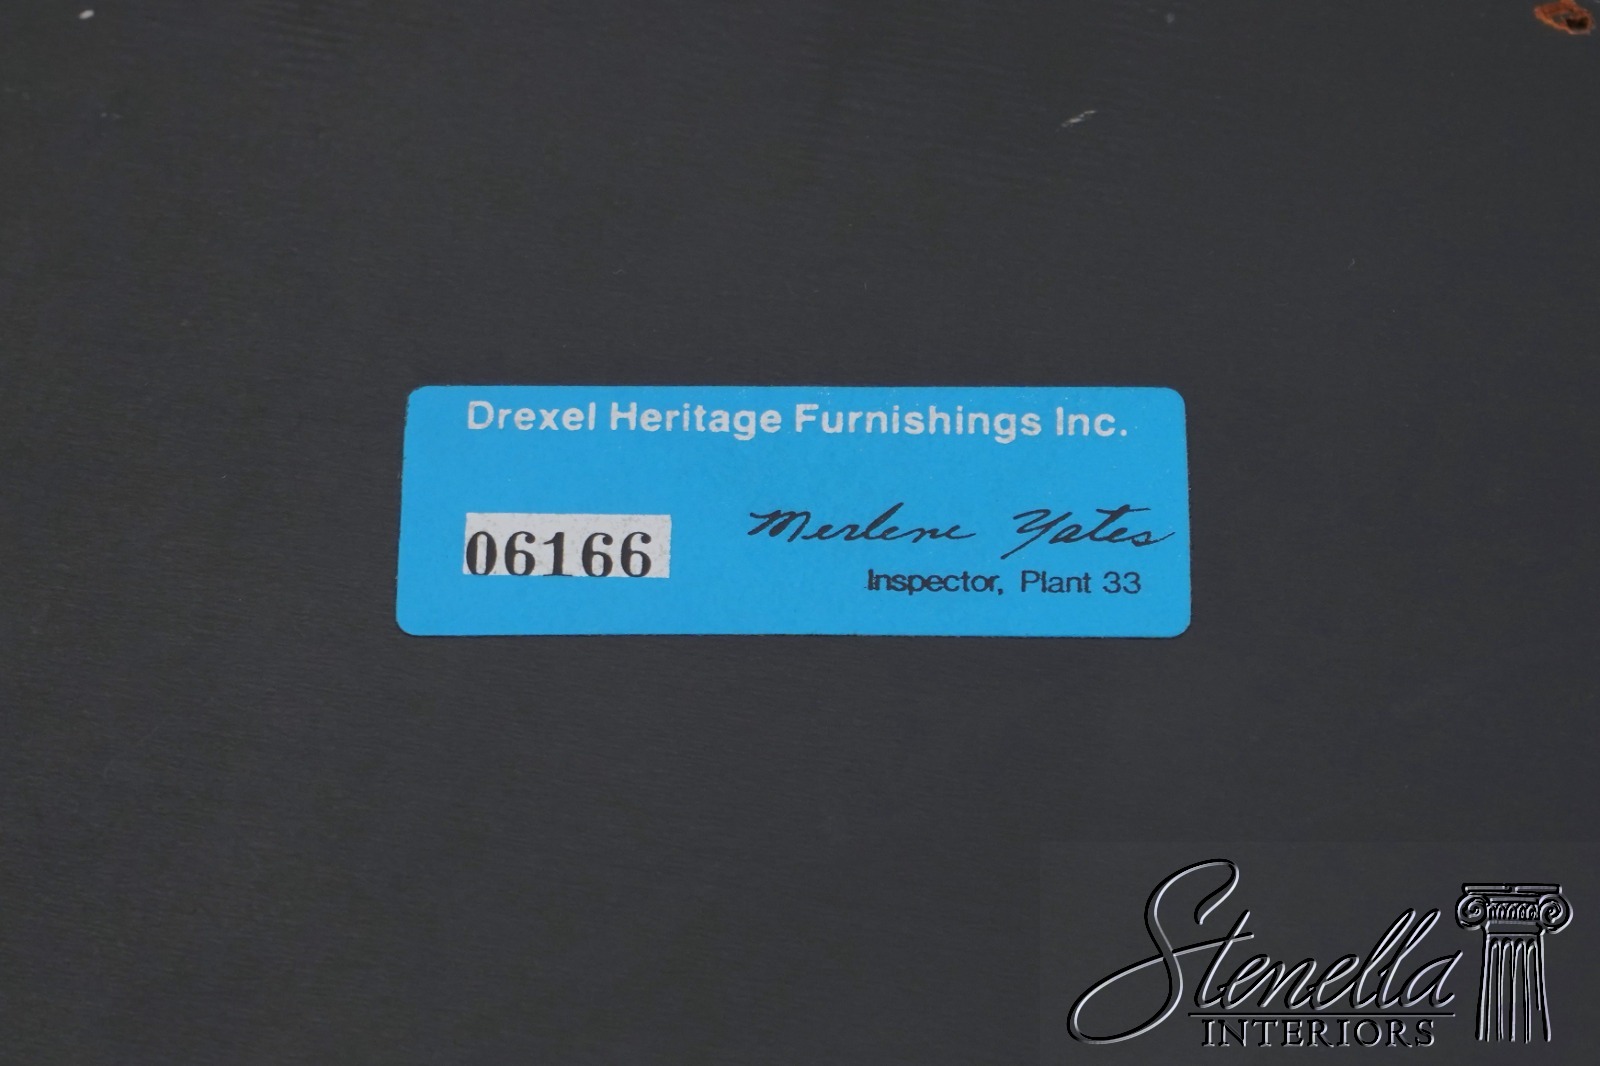 Drexel Heritage Furnishings Inc.
06166
Merlene Yates
Inspector, Plant 33
Stenella
INTERIORS